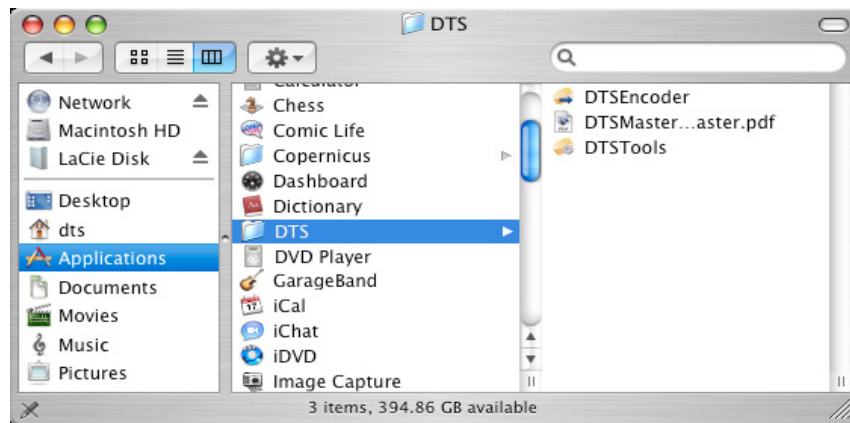 DTS
Network
Macintosh HD
LaCie Disk
Desktop
dts
Applications
Documents
Movies
Music
Pictures
Calculator
Chess
Comic Life
Copernicus
Dashboard
Dictionary
DTS
DVD Player
GarageBand
iCal
iChat
iDVD
Image Capture
DTSEncoder
DTSMaster...aster.pdf
DTSTools
3 items, 394.86 GB available